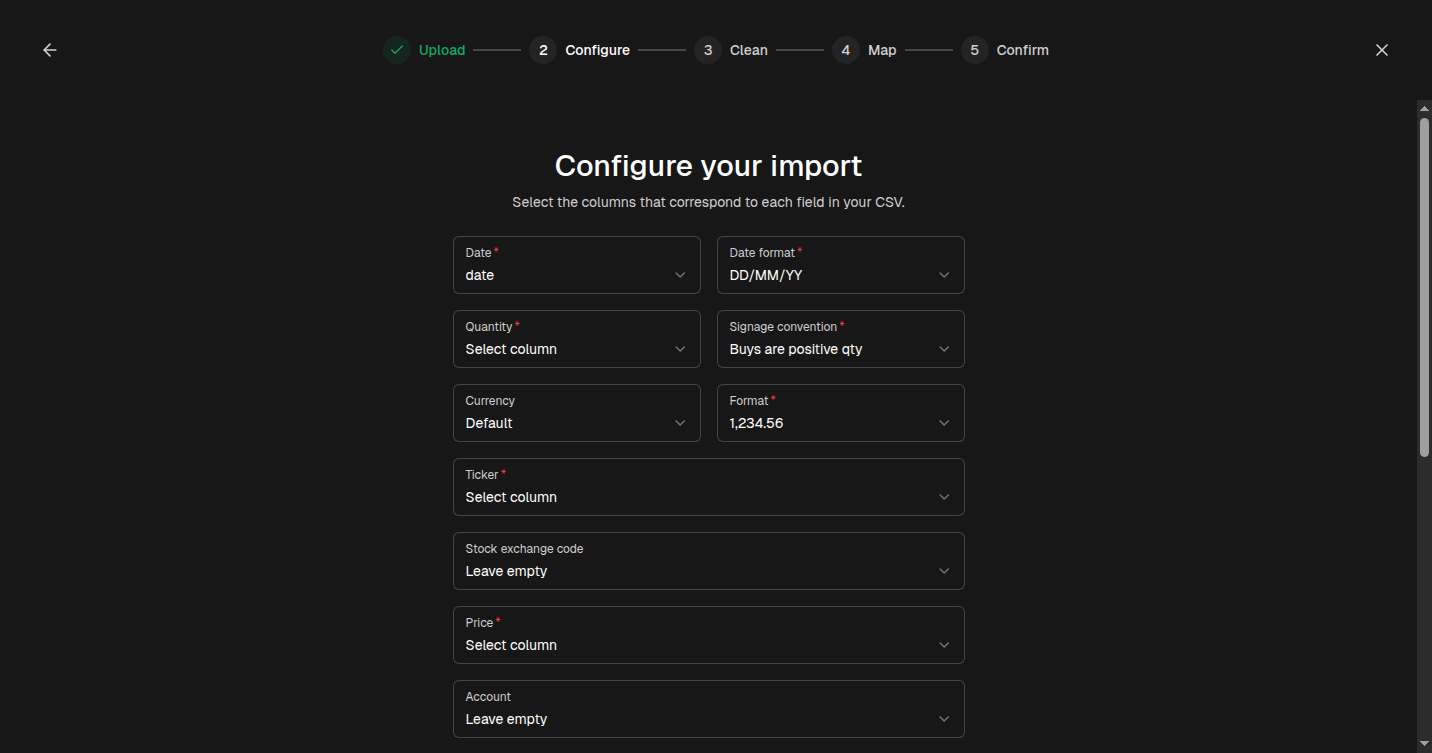 Upload 2 Configure 3 Clean 4 Map 5 Confirm
Configure your import
Select the columns that correspond to each field in your CSV.
Date* Date format*
date DD/MM/YY
Quantity* Signage convention*
Select column Buys are positive qty
Currency Format*
Default 1,234.56
Ticker*
Select column
Stock exchange code
Leave empty
Price*
Select column
Account
Leave empty